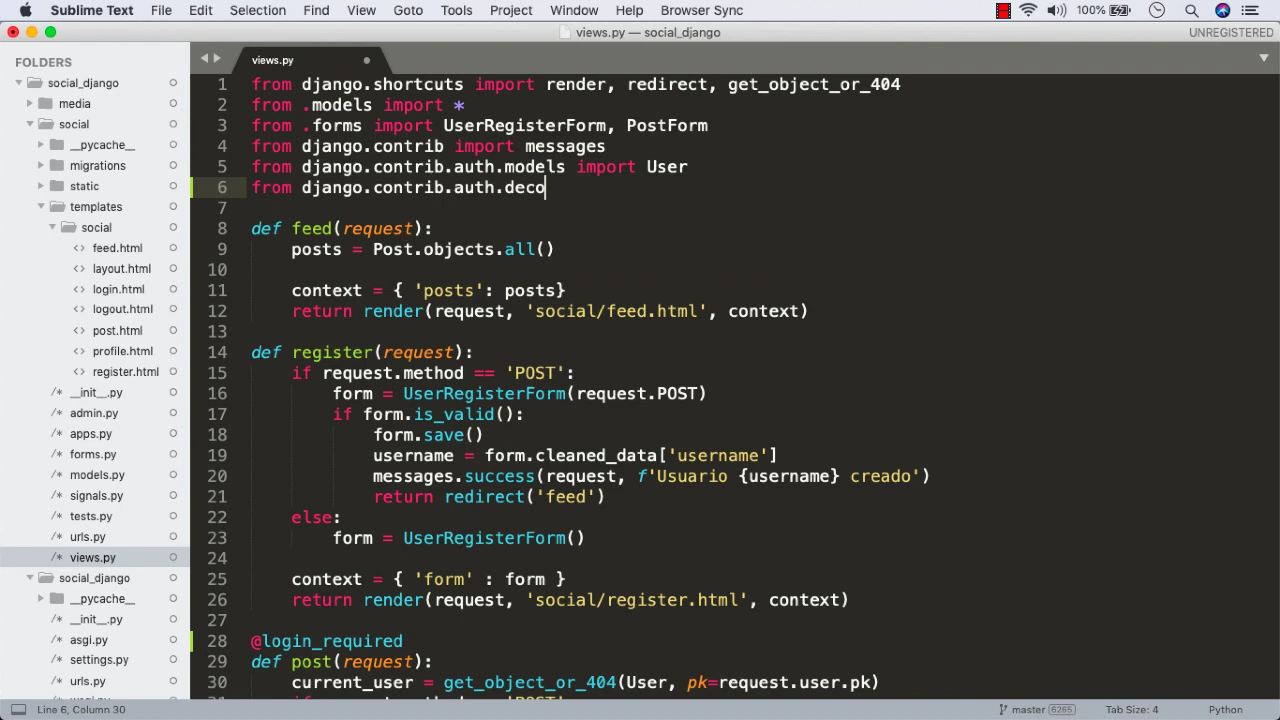 Sublime Text File Edit Selection Find View Goto Tools Project Window Help Browser Sync 100%
views.py — social_django UNREGISTERED
FOLDERS
social_django
media
social
__pycache__
migrations
static
templates
social
feed.html
layout.html
login.html
logout.html
post.html
profile.html
register.html
__init__.py
admin.py
apps.py
forms.py
models.py
signals.py
tests.py
urls.py
views.py
social_django
__pycache__
__init__.py
asgi.py
settings.py
urls.py
wsgi.py
views.py
1 from django.shortcuts import render, redirect, get_object_or_404
2 from .models import *
3 from .forms import UserRegisterForm, PostForm
4 from django.contrib import messages
5 from django.contrib.auth.models import User
6 from django.contrib.auth.deco
7
8 def feed(request):
9 posts = Post.objects.all()
10
11 context = { 'posts': posts}
12 return render(request, 'social/feed.html', context)
13
14 def register(request):
15 if request.method == 'POST':
16 form = UserRegisterForm(request.POST)
17 if form.is_valid():
18 form.save()
19 username = form.cleaned_data['username']
20 messages.success(request, f'Usuario {username} creado')
21 return redirect('feed')
22 else:
23 form = UserRegisterForm()
24
25 context = { 'form' : form }
26 return render(request, 'social/register.html', context)
27
28 @login_required
29 def post(request):
30 current_user = get_object_or_404(User, pk=request.user.pk)
Line 6, Column 30 master 6265 Tab Size: 4 Python